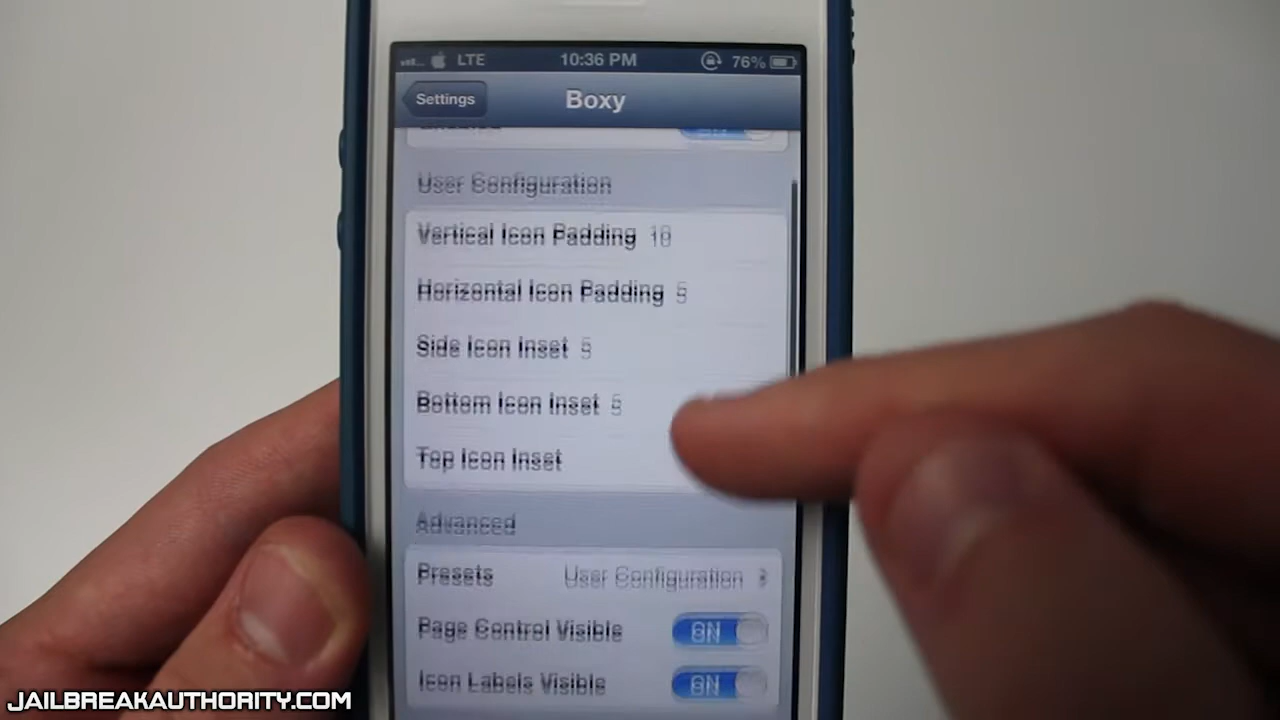 LTE 10:36 PM 76%
Settings Boxy
Enabled ON
User Configuration
Vertical Icon Padding 10
Horizontal Icon Padding 5
Side Icon Inset 5
Bottom Icon Inset 5
Top Icon Inset
Advanced
Presets User Configuration
Page Control Visible ON
Icon Labels Visible ON
JAILBREAKAUTHORITY.COM